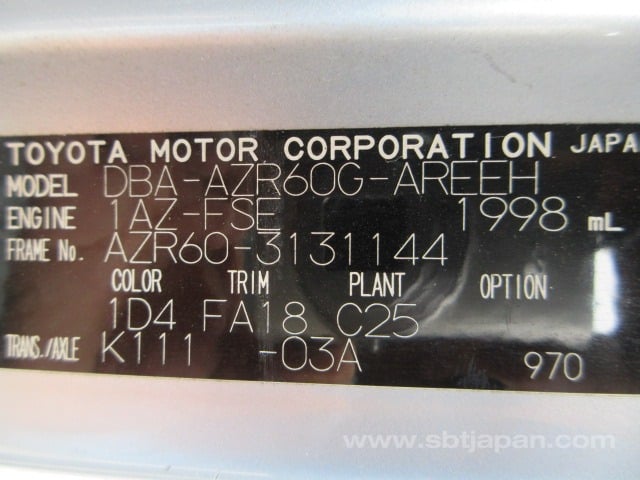 TOYOTA MOTOR CORPORATION JAPAN
MODEL DBA-AZR60G-AREEH
ENGINE 1AZ-FSE 1998 mL
FRAME No. AZR60-3131144
COLOR TRIM PLANT OPTION
1D4 FA18 C25
TRANS./AXLE K111 -03A 970
www.sbtjapan.com